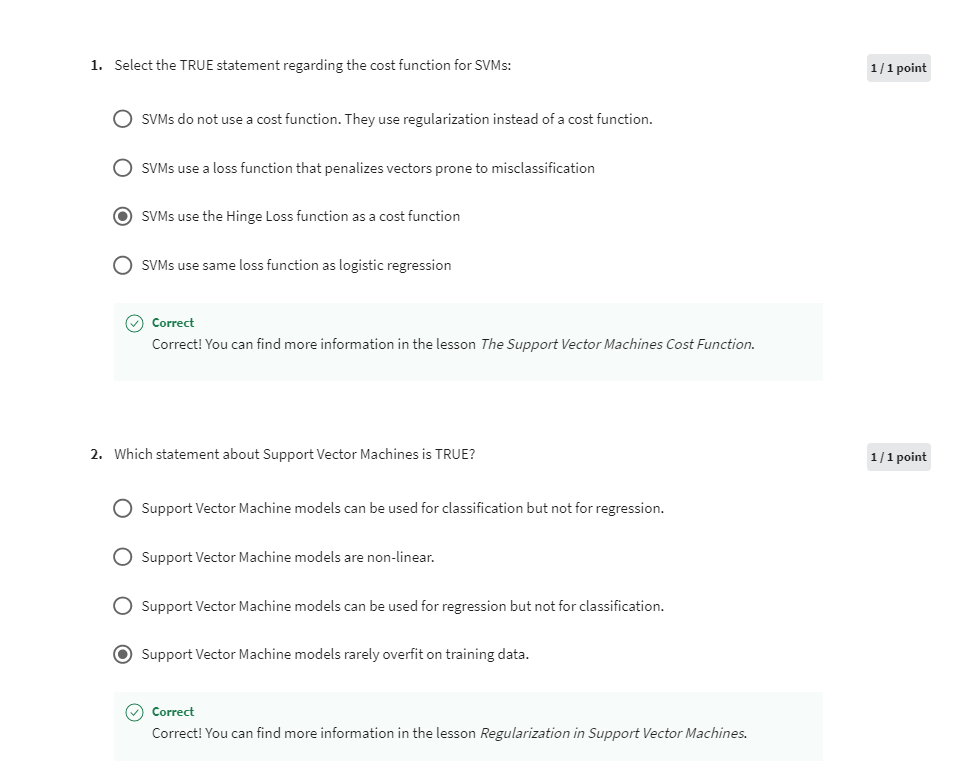 1. Select the TRUE statement regarding the cost function for SVMs:
1 / 1 point
SVMs do not use a cost function. They use regularization instead of a cost function.
SVMs use a loss function that penalizes vectors prone to misclassification
SVMs use the Hinge Loss function as a cost function
SVMs use same loss function as logistic regression
Correct
Correct! You can find more information in the lesson The Support Vector Machines Cost Function.
2. Which statement about Support Vector Machines is TRUE?
1 / 1 point
Support Vector Machine models can be used for classification but not for regression.
Support Vector Machine models are non-linear.
Support Vector Machine models can be used for regression but not for classification.
Support Vector Machine models rarely overfit on training data.
Correct
Correct! You can find more information in the lesson Regularization in Support Vector Machines.